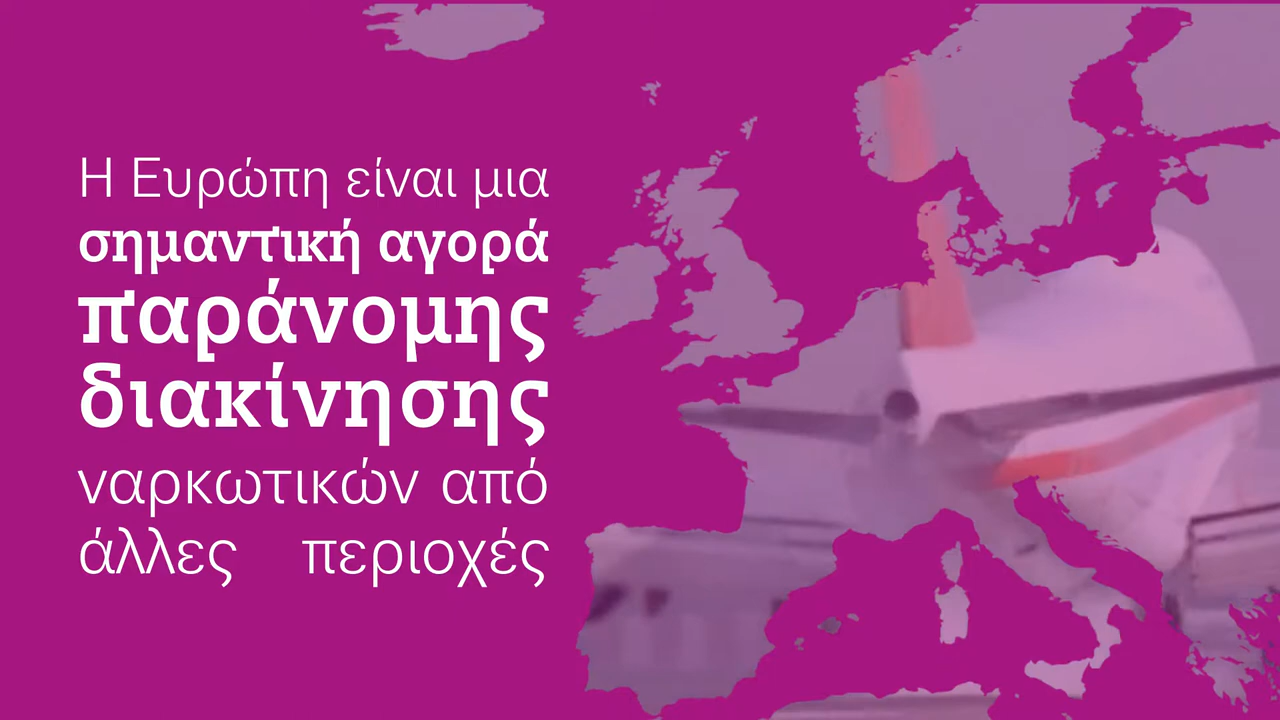 Η Ευρώπη είναι μια
σημαντική αγορά
παράνομης
διακίνησης
ναρκωτικών από
άλλες περιοχές